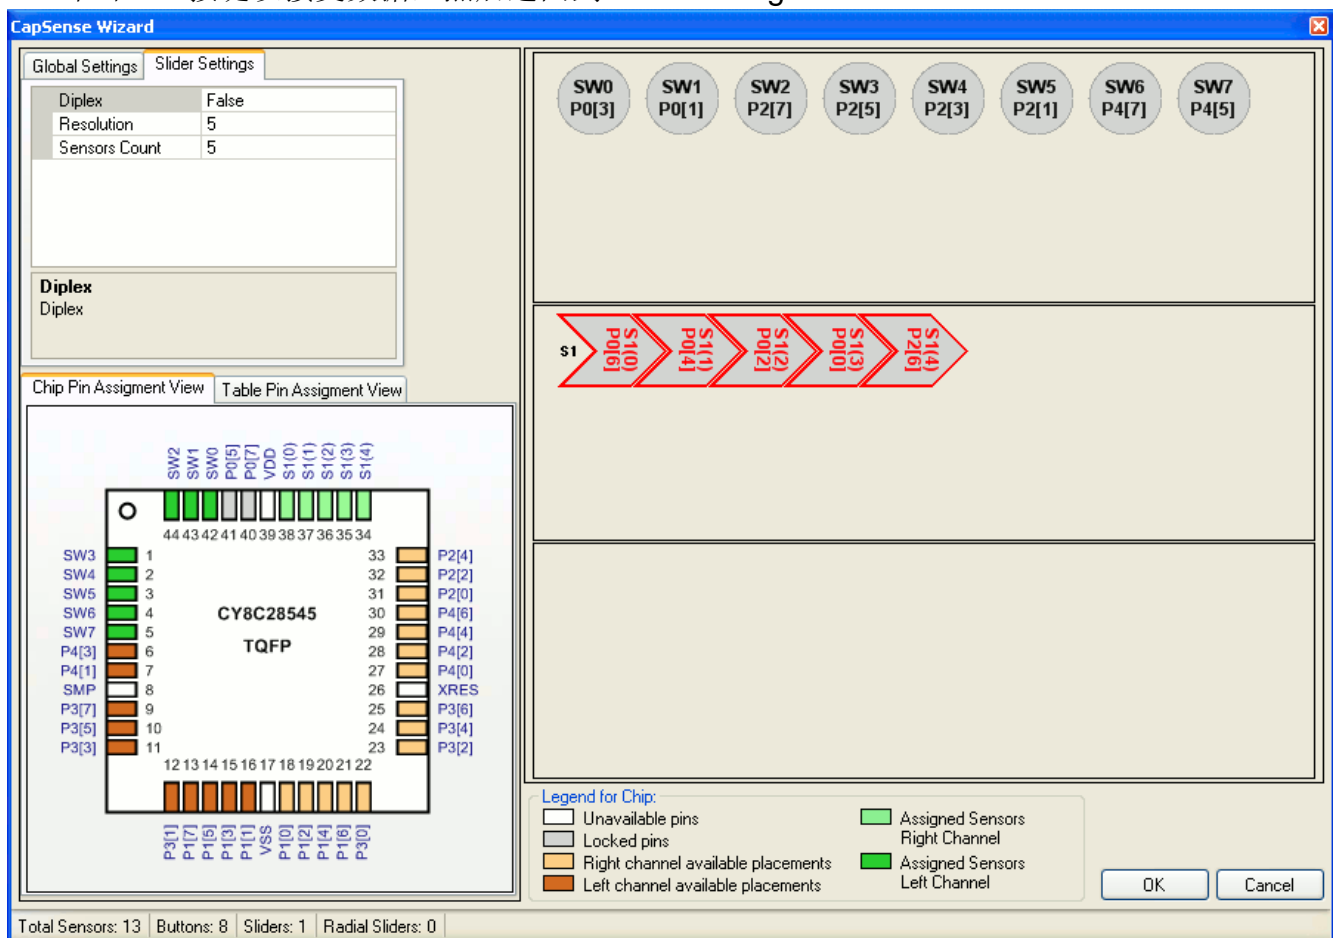 CapSense Wizard
Global Settings Slider Settings
Diplex False
Resolution 5
Sensors Count 5
Diplex
Diplex
Chip Pin Assigment View Table Pin Assigment View
SW2 SW1 SW0 P0[5] P0[7] VDD S1(0) S1(1) S1(2) S1(3) S1(4)
44 43 42 41 40 39 38 37 36 35 34
SW3 1 33 P2[4]
SW4 2 32 P2[2]
SW5 3 31 P2[0]
SW6 4 CY8C28545 30 P4[6]
SW7 5 29 P4[4]
P4[3] 6 TQFP 28 P4[2]
P4[1] 7 27 P4[0]
SMP 8 26 XRES
P3[7] 9 25 P3[6]
P3[5] 10 24 P3[4]
P3[3] 11 23 P3[2]
12 13 14 15 16 17 18 19 20 21 22
P3[1] P1[7] P1[5] P1[3] P1[1] VSS P1[0] P1[2] P1[4] P1[6] P3[0]
SW0 SW1 SW2 SW3 SW4 SW5 SW6 SW7
P0[3] P0[1] P2[7] P2[5] P2[3] P2[1] P4[7] P4[5]
S1
S1(0) P0[6]
S1(1) P0[4]
S1(2) P0[2]
S1(3) P0[0]
S1(4) P2[6]
Legend for Chip:
Unavailable pins
Locked pins
Right channel available placements
Left channel available placements
Assigned Sensors
Right Channel
Assigned Sensors
Left Channel
OK Cancel
Total Sensors: 13 Buttons: 8 Sliders: 1 Radial Sliders: 0